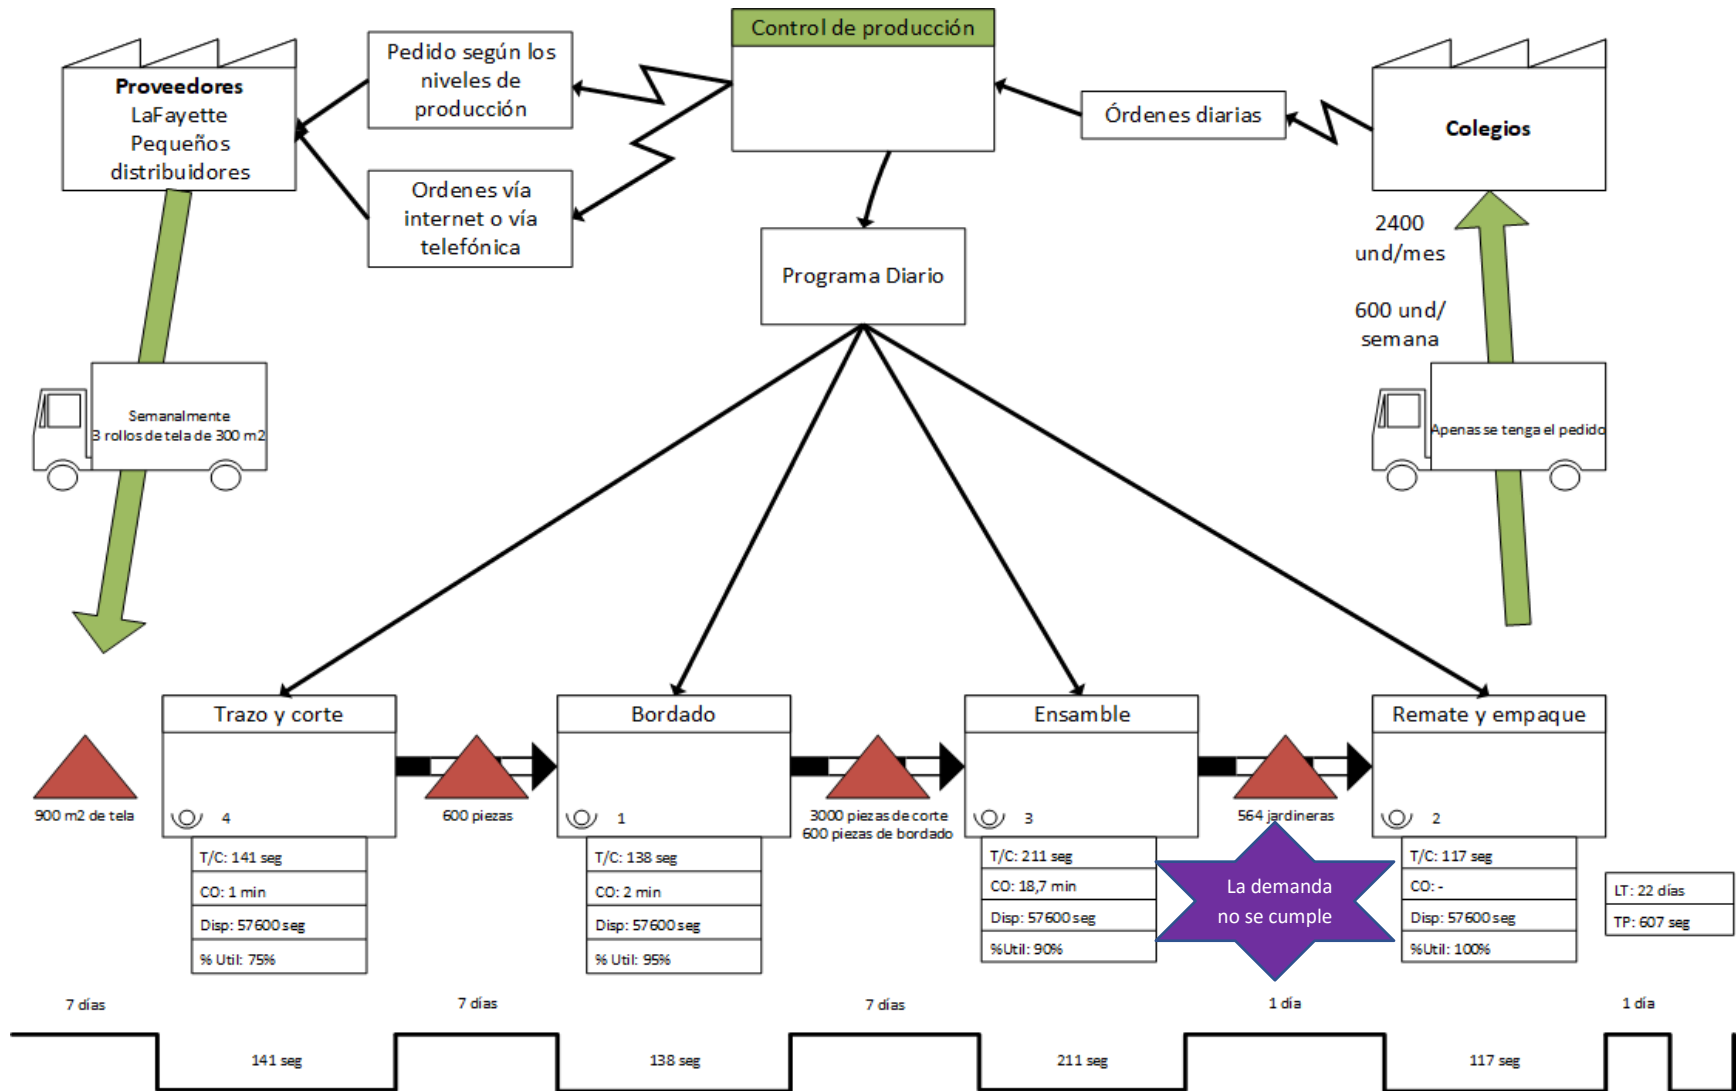 Control de producción
Proveedores
LaFayette
Pequeños
distribuidores
Pedido según los
niveles de
producción
Ordenes vía
internet o vía
telefónica
Órdenes diarias
Colegios
Programa Diario
2400
und/mes
600 und/
semana
Semanalmente
3 rollos de tela de 300 m2
Apenas se tenga el pedido
Trazo y corte
4
T/C: 141 seg
CO: 1 min
Disp: 57600 seg
% Util: 75%
Bordado
1
T/C: 138 seg
CO: 2 min
Disp: 57600 seg
% Util: 95%
Ensamble
3
T/C: 211 seg
CO: 18,7 min
Disp: 57600 seg
%Util: 90%
Remate y empaque
2
T/C: 117 seg
CO: -
Disp: 57600 seg
%Util: 100%
900 m2 de tela
600 piezas
3000 piezas de corte
600 piezas de bordado
564 jardineras
La demanda
no se cumple
LT: 22 días
TP: 607 seg
7 días
7 días
7 días
1 día
1 día
141 seg
138 seg
211 seg
117 seg